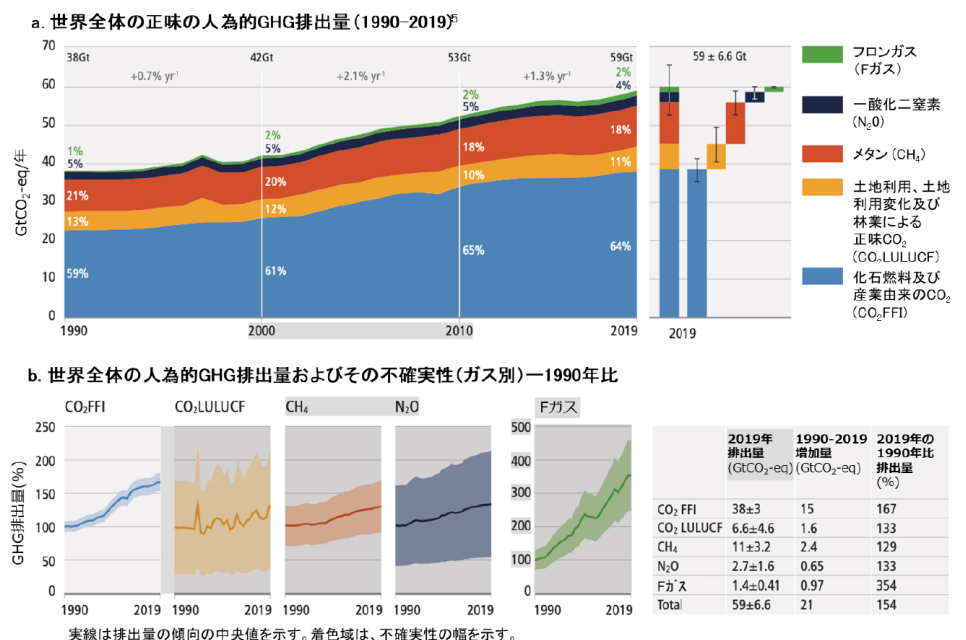 a. 世界全体の正味の人為的GHG排出量（1990–2019）⁵
GtCO₂-eq/年
70
60
50
40
30
20
10
0
38Gt
42Gt
53Gt
59Gt
+0.7% yr⁻¹
+2.1% yr⁻¹
+1.3% yr⁻¹
1%
5%
21%
13%
59%
2%
5%
20%
12%
61%
2%
5%
18%
10%
65%
2%
4%
18%
11%
64%
1990
2000
2010
2019
59 ± 6.6 Gt
2019
フロンガス
（Fガス）
一酸化二窒素
（N₂0）
メタン（CH₄）
土地利用、土地
利用変化及び
林業による
正味CO₂
（CO₂LULUCF）
化石燃料及び
産業由来のCO₂
（CO₂FFI）
b. 世界全体の人為的GHG排出量およびその不確実性（ガス別）—1990年比
GHG排出量(%)
CO₂FFI
CO₂LULUCF
CH₄
N₂O
Fガス
250
200
150
100
50
0
1990
2019
1990
2019
1990
2019
1990
2019
500
400
300
200
100
0
1990
2019
2019年
排出量
(GtCO₂-eq)
1990-2019
増加量
(GtCO₂-eq)
2019年の
1990年比
排出量
(%)
CO₂ FFI 38±3 15 167
CO₂ LULUCF 6.6±4.6 1.6 133
CH₄ 11±3.2 2.4 129
N₂O 2.7±1.6 0.65 133
Fガス 1.4±0.41 0.97 354
Total 59±6.6 21 154
実線は排出量の傾向の中央値を示す。着色域は、不確実性の幅を示す。